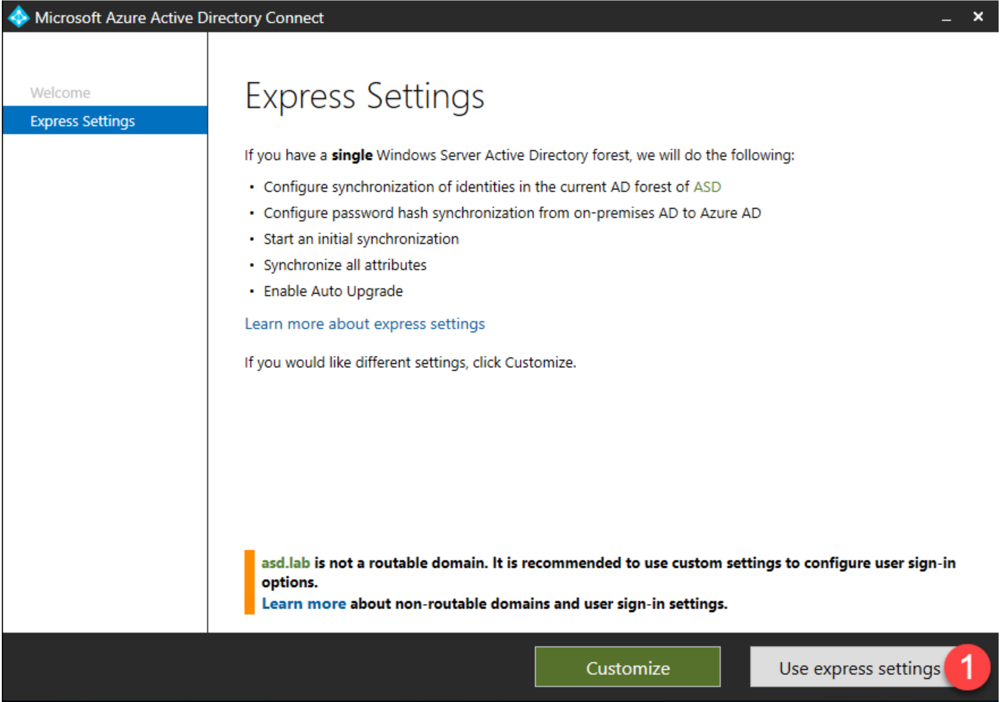 Microsoft Azure Active Directory Connect
Welcome
Express Settings
Express Settings
If you have a single Windows Server Active Directory forest, we will do the following:
• Configure synchronization of identities in the current AD forest of ASD
• Configure password hash synchronization from on-premises AD to Azure AD
• Start an initial synchronization
• Synchronize all attributes
• Enable Auto Upgrade
Learn more about express settings
If you would like different settings, click Customize.
asd.lab is not a routable domain. It is recommended to use custom settings to configure user sign-in
options.
Learn more about non-routable domains and user sign-in settings.
Customize
Use express settings
1